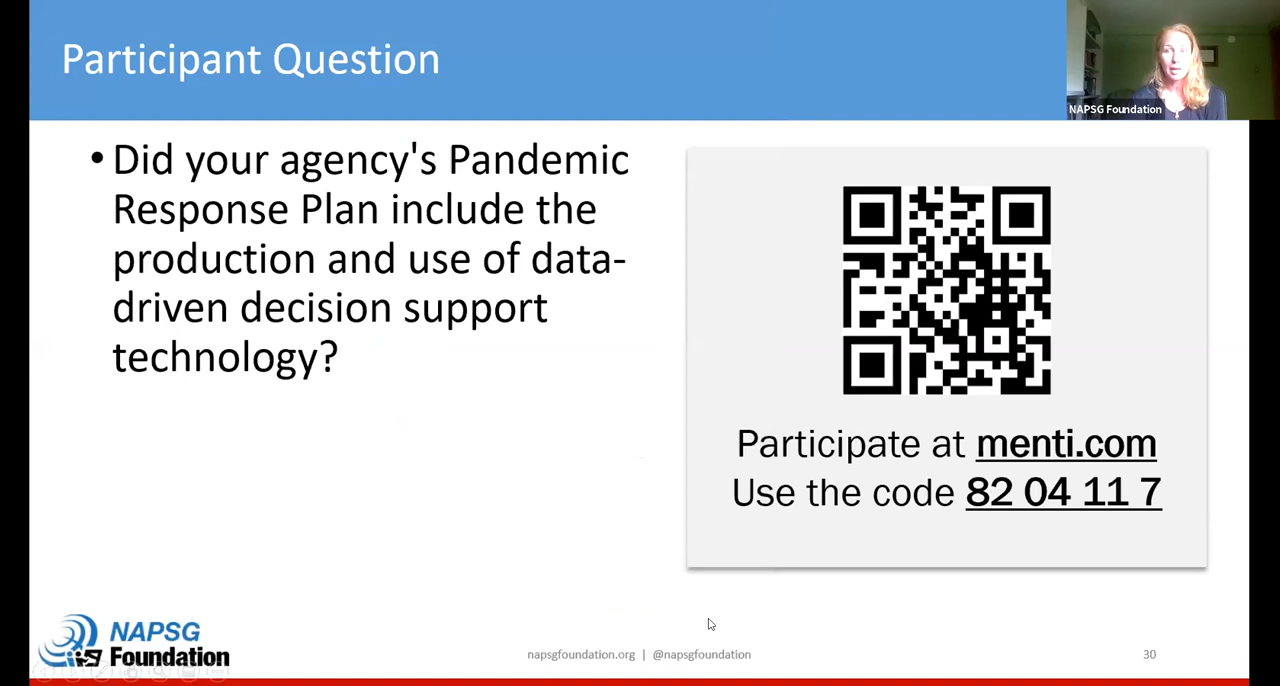 Participant Question
NAPSG Foundation
• Did your agency's Pandemic
Response Plan include the
production and use of data-
driven decision support
technology?
Participate at menti.com
Use the code 82 04 11 7
NAPSG
Foundation
napsgfoundation.org | @napsgfoundation
30